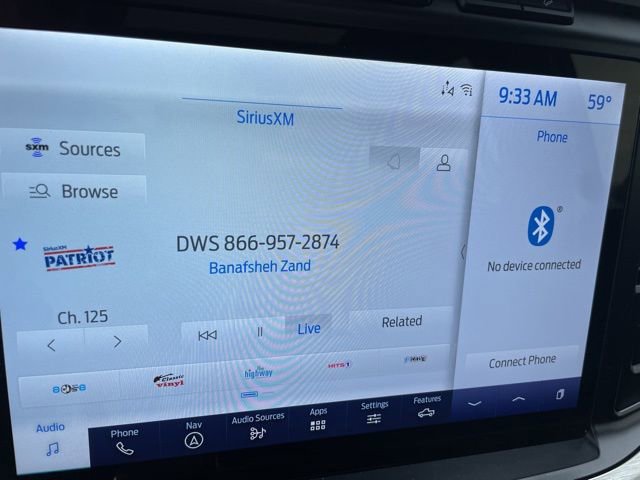 9:33 AM 59°
SiriusXM
Phone
sxm Sources
Browse
SiriusXM
PATRIOT
DWS 866-957-2874
Banafsheh Zand
No device connected
Ch. 125
Live
Related
Connect Phone
Classic
vinyl
The
highway
HITS 1
Audio
Phone
Nav
Audio Sources
Apps
Settings
Features